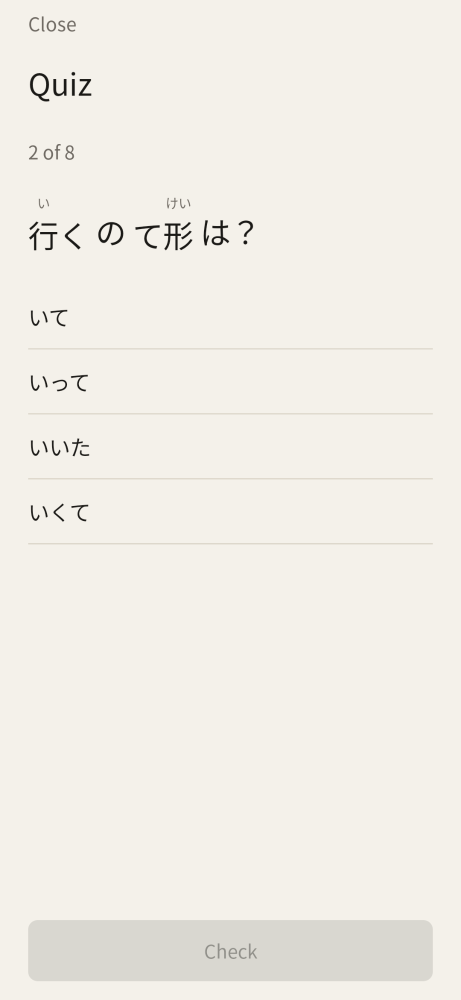 Close
Quiz
2 of 8
い けい
行く の て形 は？
いて
いって
いいた
いくて
Check